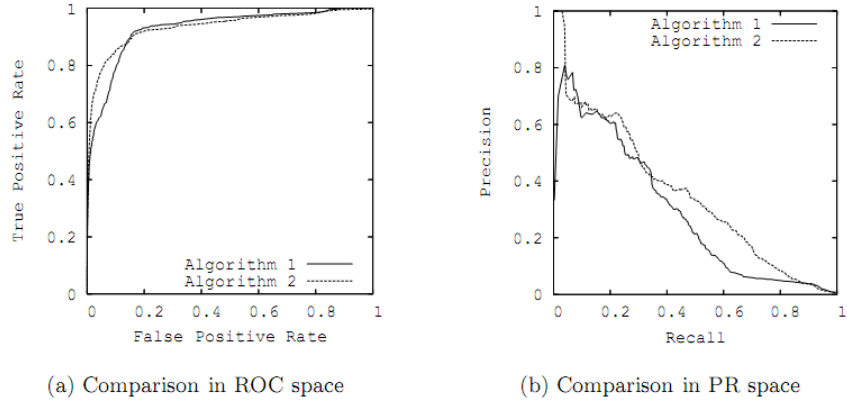 True Positive Rate
1
0.8
0.6
0.4
0.2
0
Algorithm 1
Algorithm 2
0 0.2 0.4 0.6 0.8 1
False Positive Rate
(a) Comparison in ROC space
Precision
1
0.8
0.6
0.4
0.2
0
Algorithm 1
Algorithm 2
0 0.2 0.4 0.6 0.8 1
Recall
(b) Comparison in PR space